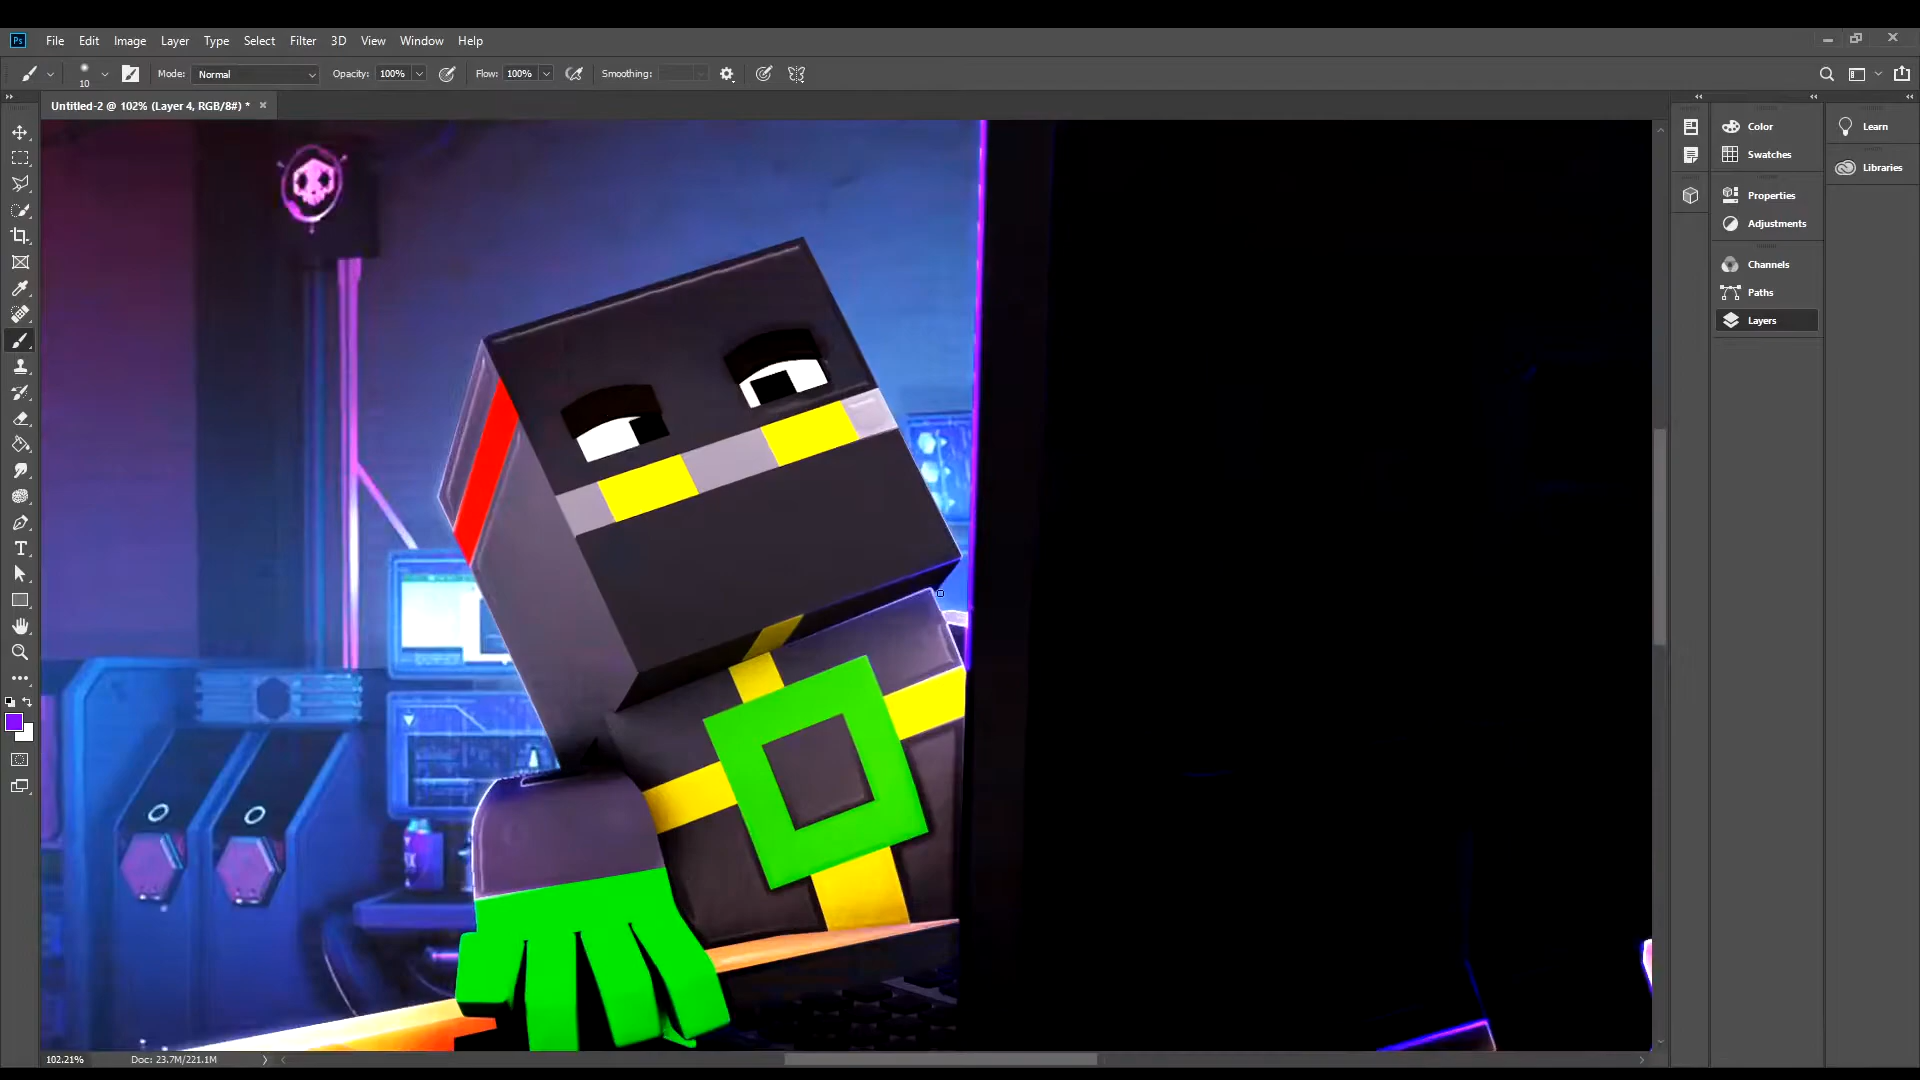 Ps File Edit Image Layer Type Select Filter 3D View Window Help
10 Mode: Normal Opacity: 100% Flow: 100% Smoothing:
Untitled-2 @ 102% (Layer 4, RGB/8#) *
Color
Swatches
Properties
Adjustments
Channels
Paths
Layers
Learn
Libraries
102.21% Doc: 23.7M/221.1M